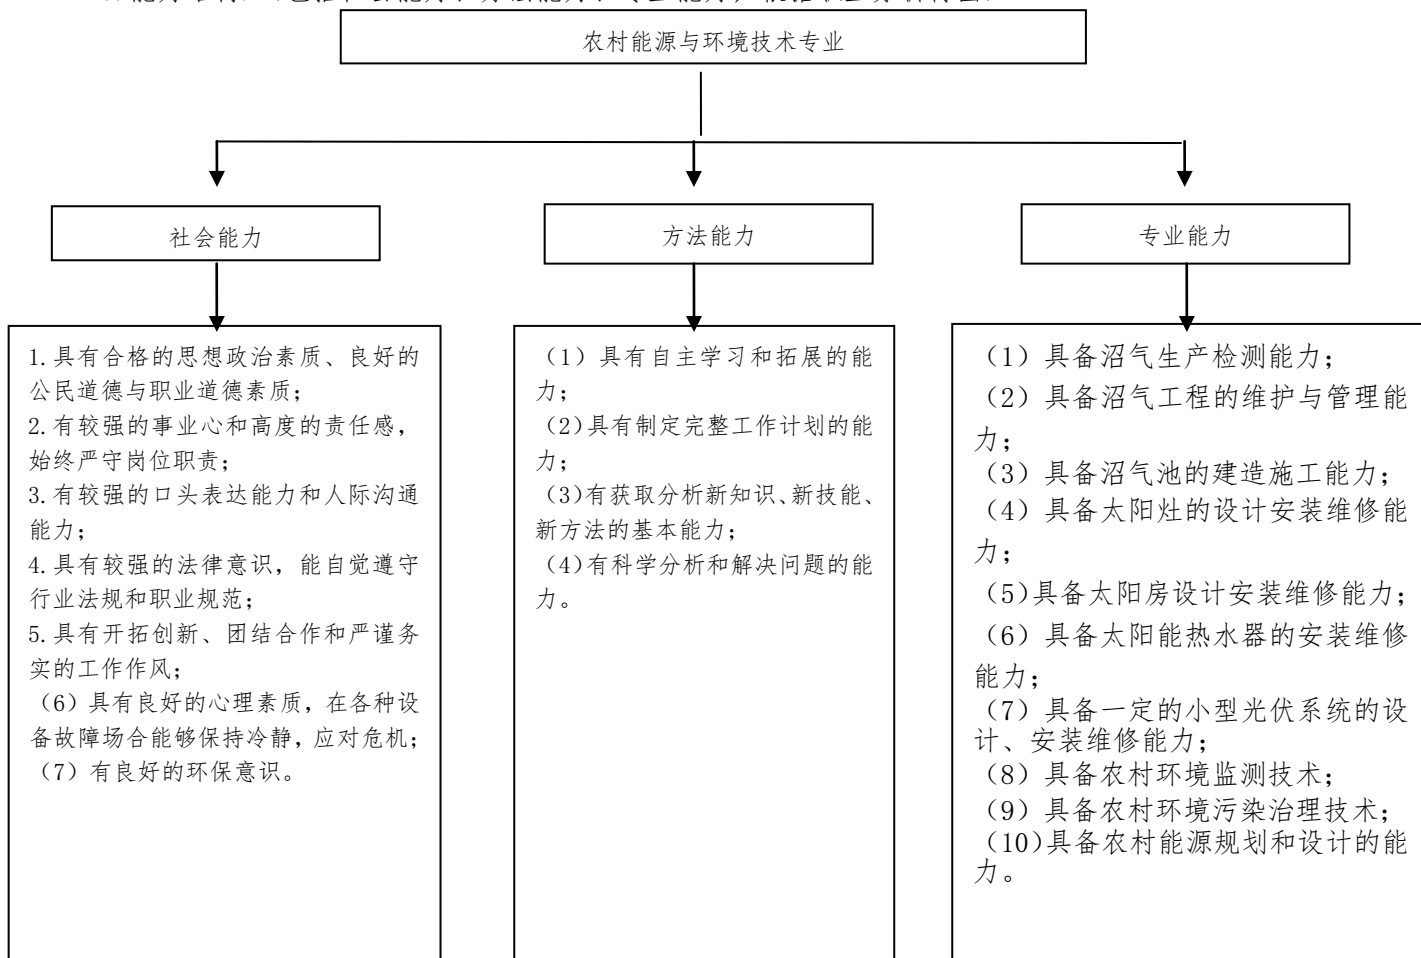 农村能源与环境技术专业
社会能力
方法能力
专业能力
1.具有合格的思想政治素质、良好的
公民道德与职业道德素质；
2.有较强的事业心和高度的责任感，
始终严守岗位职责；
3.有较强的口头表达能力和人际沟通
能力；
4.具有较强的法律意识，能自觉遵守
行业法规和职业规范；
5.具有开拓创新、团结合作和严谨务
实的工作作风；
（6）具有良好的心理素质，在各种设
备故障场合能够保持冷静，应对危机；
（7）有良好的环保意识。
（1）具有自主学习和拓展的能
力；
（2）具有制定完整工作计划的能
力；
（3）有获取分析新知识、新技能、
新方法的基本能力；
（4）有科学分析和解决问题的能
力。
（1）具备沼气生产检测能力；
（2）具备沼气工程的维护与管理能
力；
（3）具备沼气池的建造施工能力；
（4）具备太阳灶的设计安装维修能
力；
（5）具备太阳房设计安装维修能力；
（6）具备太阳能热水器的安装维修
能力；
（7）具备一定的小型光伏系统的设
计、安装维修能力；
（8）具备农村环境监测技术；
（9）具备农村环境污染治理技术；
（10）具备农村能源规划和设计的能
力。